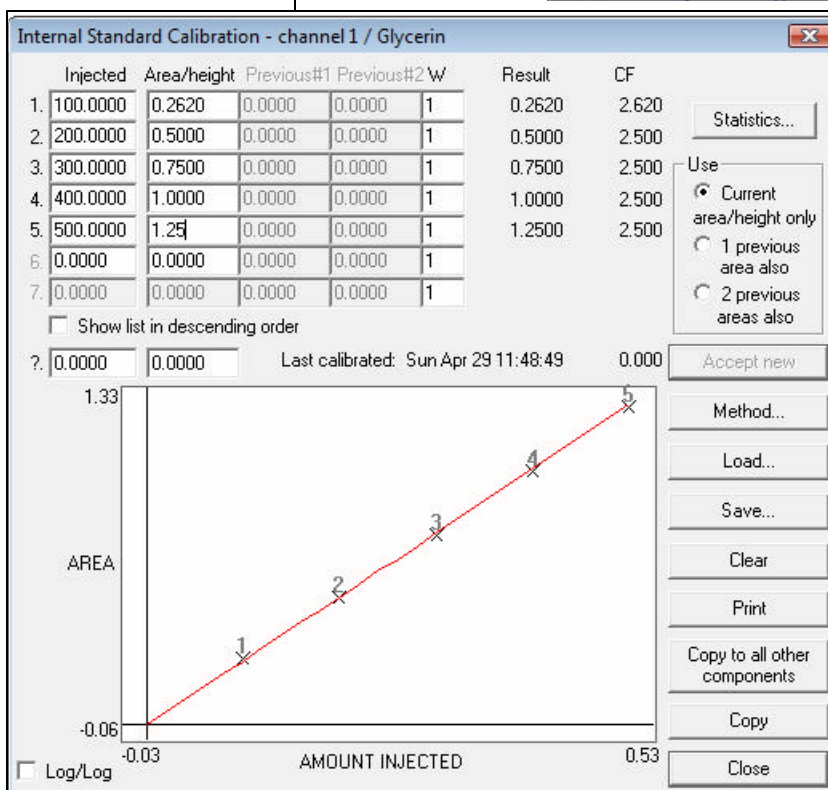 Internal Standard Calibration - channel 1 / Glycerin
Injected Area/height Previous#1 Previous#2 W Result CF
1. 100.0000 0.2620 0.0000 0.0000 1 0.2620 2.620
2. 200.0000 0.5000 0.0000 0.0000 1 0.5000 2.500
3. 300.0000 0.7500 0.0000 0.0000 1 0.7500 2.500
4. 400.0000 1.0000 0.0000 0.0000 1 1.0000 2.500
5. 500.0000 1.25 0.0000 0.0000 1 1.2500 2.500
6. 0.0000 0.0000 0.0000 0.0000 1
7. 0.0000 0.0000 0.0000 0.0000 1
Show list in descending order
?. 0.0000 0.0000 Last calibrated: Sun Apr 29 11:48:49 0.000
Statistics...
Use
Current
area/height only
1 previous
area also
2 previous
areas also
Accept new
Method...
Load...
Save...
Clear
Print
Copy to all other
components
Copy
Close
1.33
AREA
-0.06
1
2
3
4
5
-0.03 AMOUNT INJECTED 0.53
Log/Log